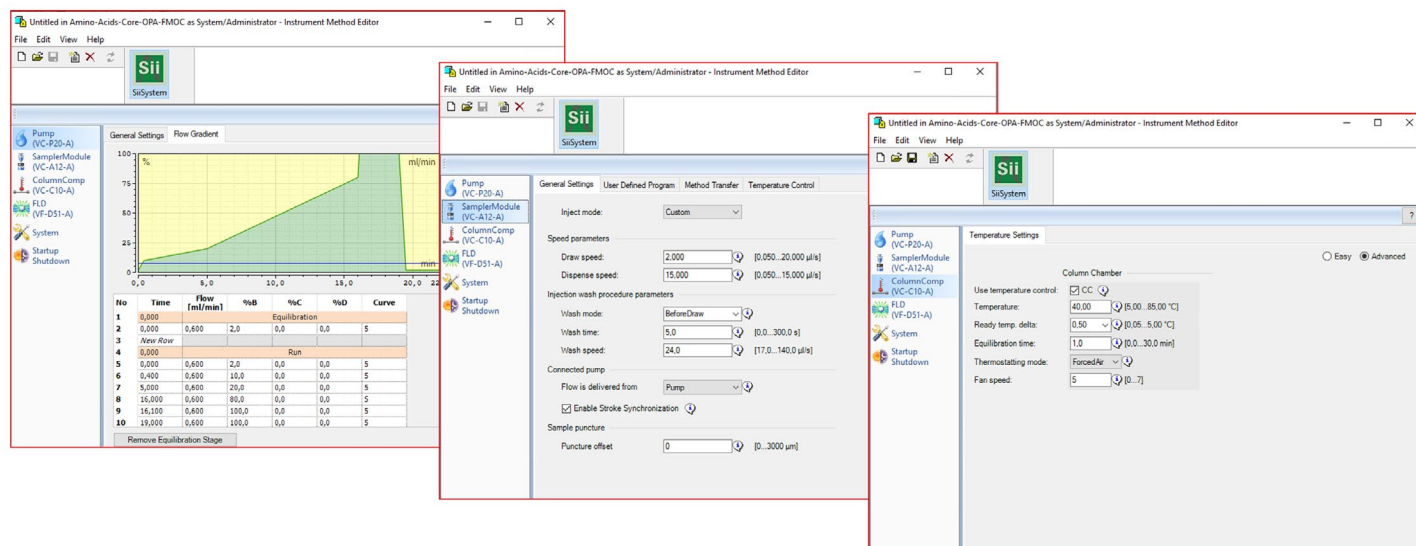 Untitled in Amino-Acids-Core-OPA-FMOC as System/Administrator - Instrument Method Editor
File Edit View Help
Sii
SiiSystem
Pump
(VC-P20-A)
SamplerModule
(VC-A12-A)
ColumnComp
(VC-C10-A)
FLD
(VF-D51-A)
System
Startup
Shutdown
General Settings Flow Gradient
100
%
ml/min
75
50
25
0
min
0,0 5,0 10,0 15,0 20,0 22
No Time Flow [ml/min] %B %C %D Curve
1 0,000 Equilibration
2 0,000 0,600 2,0 0,0 0,0 5
3 New Row
4 0,000 Run
5 0,000 0,600 2,0 0,0 0,0 5
6 0,400 0,600 10,0 0,0 0,0 5
7 5,000 0,600 20,0 0,0 0,0 5
8 16,000 0,600 80,0 0,0 0,0 5
9 16,100 0,600 100,0 0,0 0,0 5
10 19,000 0,600 100,0 0,0 0,0 5
Remove Equilibration Stage
Untitled in Amino-Acids-Core-OPA-FMOC as System/Administrator - Instrument Method Editor
File Edit View Help
Sii
SiiSystem
Pump
(VC-P20-A)
SamplerModule
(VC-A12-A)
ColumnComp
(VC-C10-A)
FLD
(VF-D51-A)
System
Startup
Shutdown
General Settings User Defined Program Method Transfer Temperature Control
Inject mode: Custom
Speed parameters
Draw speed: 2,000 [0,050...20,000 µl/s]
Dispense speed: 15,000 [0,050...15,000 µl/s]
Injection wash procedure parameters
Wash mode: BeforeDraw
Wash time: 5,0 [0,0...300,0 s]
Wash speed: 24,0 [17,0...140,0 µl/s]
Connected pump
Flow is delivered from Pump
Enable Stroke Synchronization
Sample puncture
Puncture offset 0 [0...3000 µm]
Untitled in Amino-Acids-Core-OPA-FMOC as System/Administrator - Instrument Method Editor
File Edit View Help
Sii
SiiSystem
?
Pump
(VC-P20-A)
SamplerModule
(VC-A12-A)
ColumnComp
(VC-C10-A)
FLD
(VF-D51-A)
System
Startup
Shutdown
Temperature Settings
Easy Advanced
Column Chamber
Use temperature control: CC
Temperature: 40,00 [5,00...85,00 °C]
Ready temp. delta: 0,50 [0,05...5,00 °C]
Equilibration time: 1,0 [0,0...30,0 min]
Thermostatting mode: ForcedAir
Fan speed: 5 [0...7]